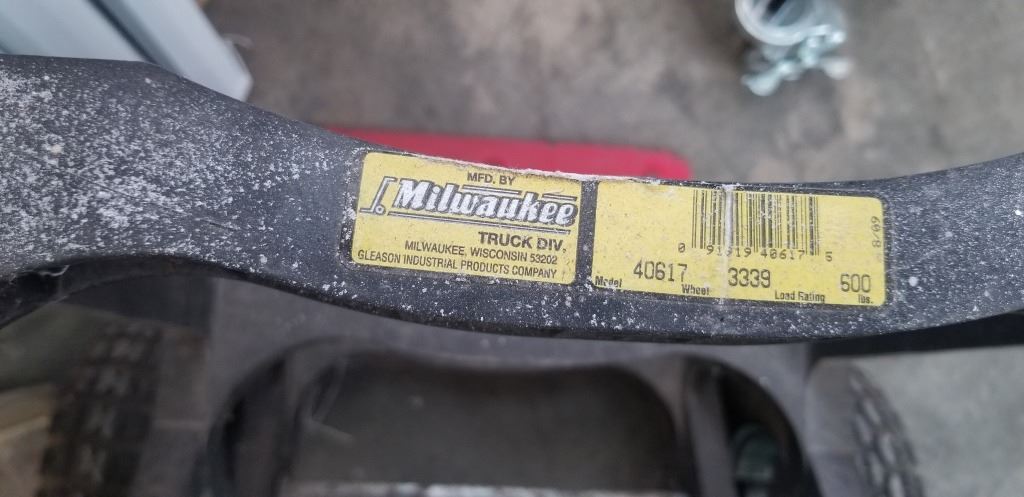 MFD. BY
Milwaukee
TRUCK DIV.
MILWAUKEE, WISCONSIN 53202
GLEASON INDUSTRIAL PRODUCTS COMPANY
0 91919 40617 5
8-09
40617 3339 600
Model Wheel Load Rating lbs.